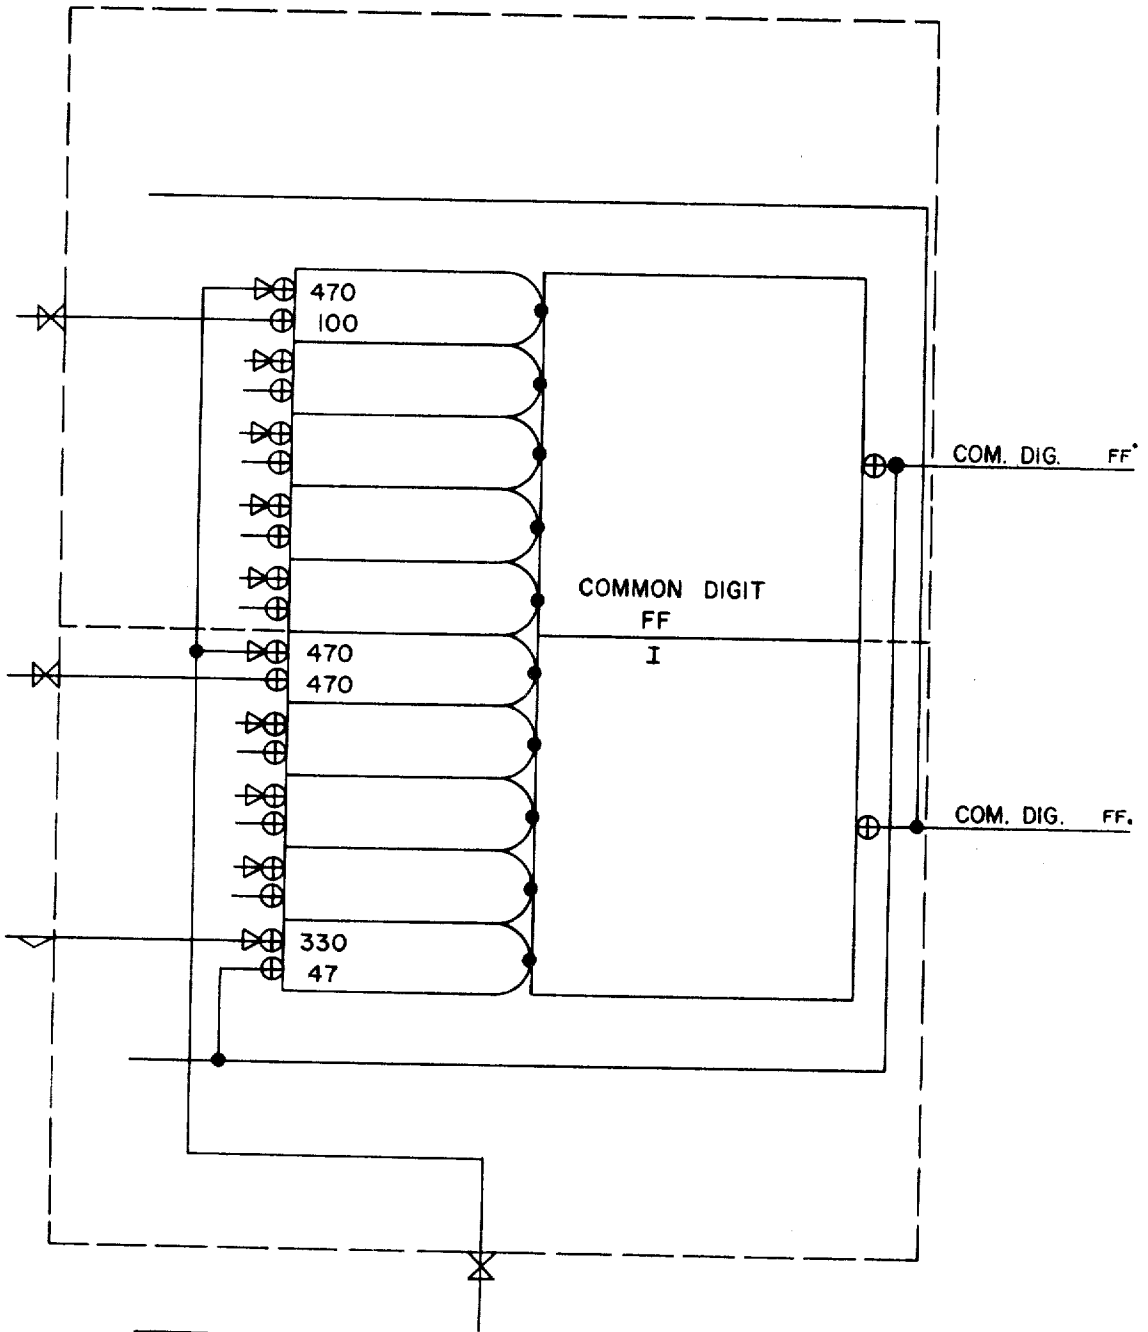 470
100
COM. DIG. FF•
COMMON DIGIT
FF
I
470
470
COM. DIG. FF.
330
47